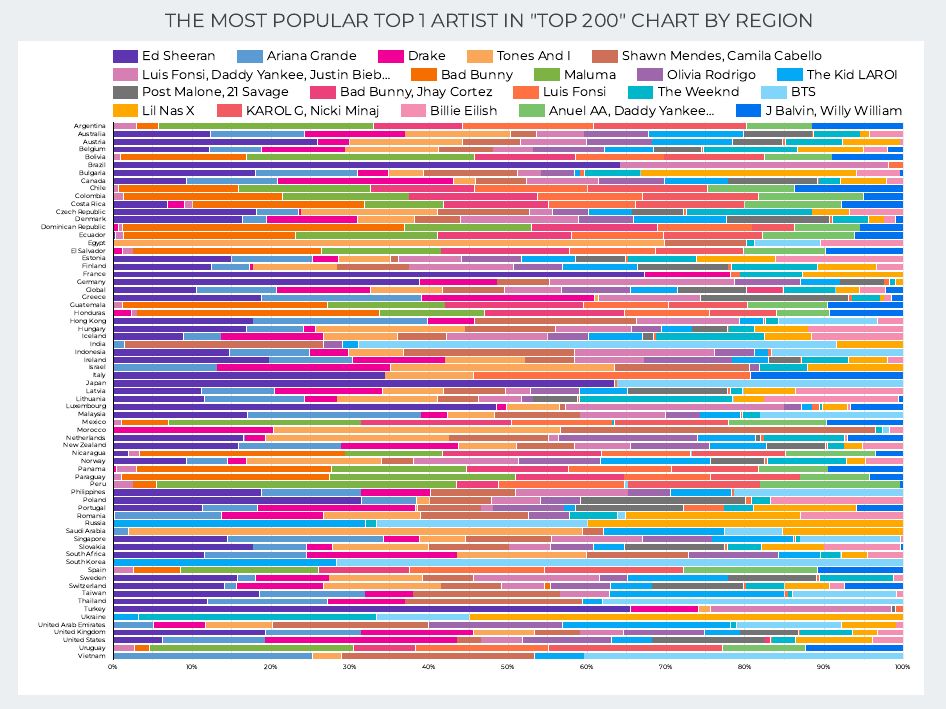 THE MOST POPULAR TOP 1 ARTIST IN "TOP 200" CHART BY REGION
Ed Sheeran Ariana Grande Drake Tones And I Shawn Mendes, Camila Cabello
Luis Fonsi, Daddy Yankee, Justin Bieb... Bad Bunny Maluma Olivia Rodrigo The Kid LAROI
Post Malone, 21 Savage Bad Bunny, Jhay Cortez Luis Fonsi The Weeknd BTS
Lil Nas X KAROL G, Nicki Minaj Billie Eilish Anuel AA, Daddy Yankee... J Balvin, Willy William
Argentina
Australia
Austria
Belgium
Bolivia
Brazil
Bulgaria
Canada
Chile
Colombia
Costa Rica
Czech Republic
Denmark
Dominican Republic
Ecuador
Egypt
El Salvador
Estonia
Finland
France
Germany
Global
Greece
Guatemala
Honduras
Hong Kong
Hungary
Iceland
India
Indonesia
Ireland
Israel
Italy
Japan
Latvia
Lithuania
Luxembourg
Malaysia
Mexico
Morocco
Netherlands
New Zealand
Nicaragua
Norway
Panama
Paraguay
Peru
Philippines
Poland
Portugal
Romania
Russia
Saudi Arabia
Singapore
Slovakia
South Africa
South Korea
Spain
Sweden
Switzerland
Taiwan
Thailand
Turkey
Ukraine
United Arab Emirates
United Kingdom
United States
Uruguay
Vietnam
0% 10% 20% 30% 40% 50% 60% 70% 80% 90% 100%